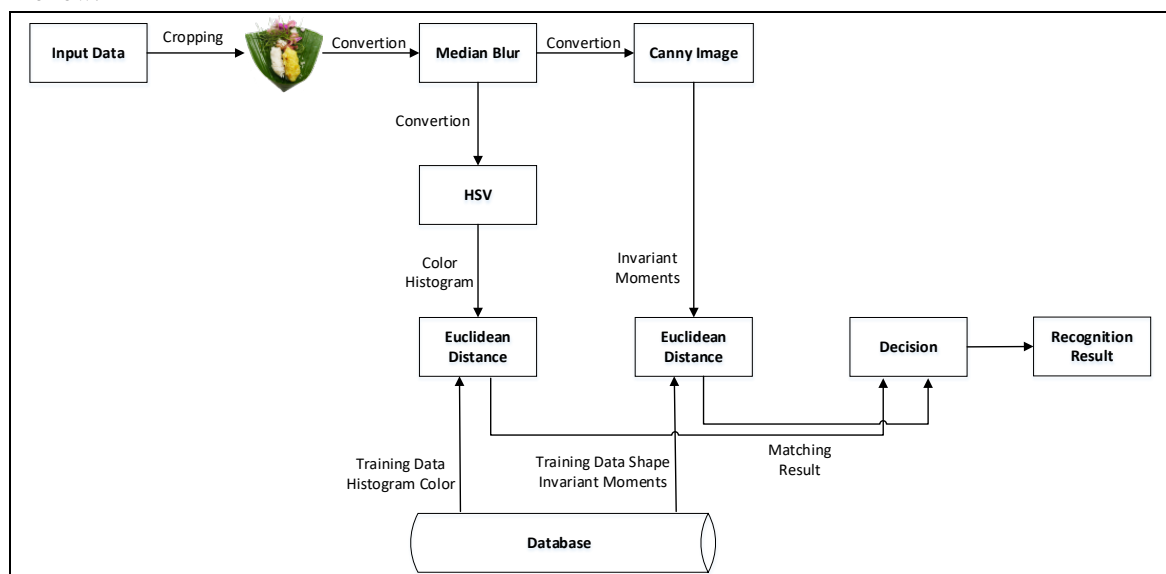 Input Data
Cropping
Convertion
Median Blur
Convertion
Canny Image
Convertion
HSV
Color
Histogram
Invariant
Moments
Euclidean
Distance
Euclidean
Distance
Decision
Recognition
Result
Matching
Result
Training Data
Histogram Color
Training Data Shape
Invariant Moments
Database